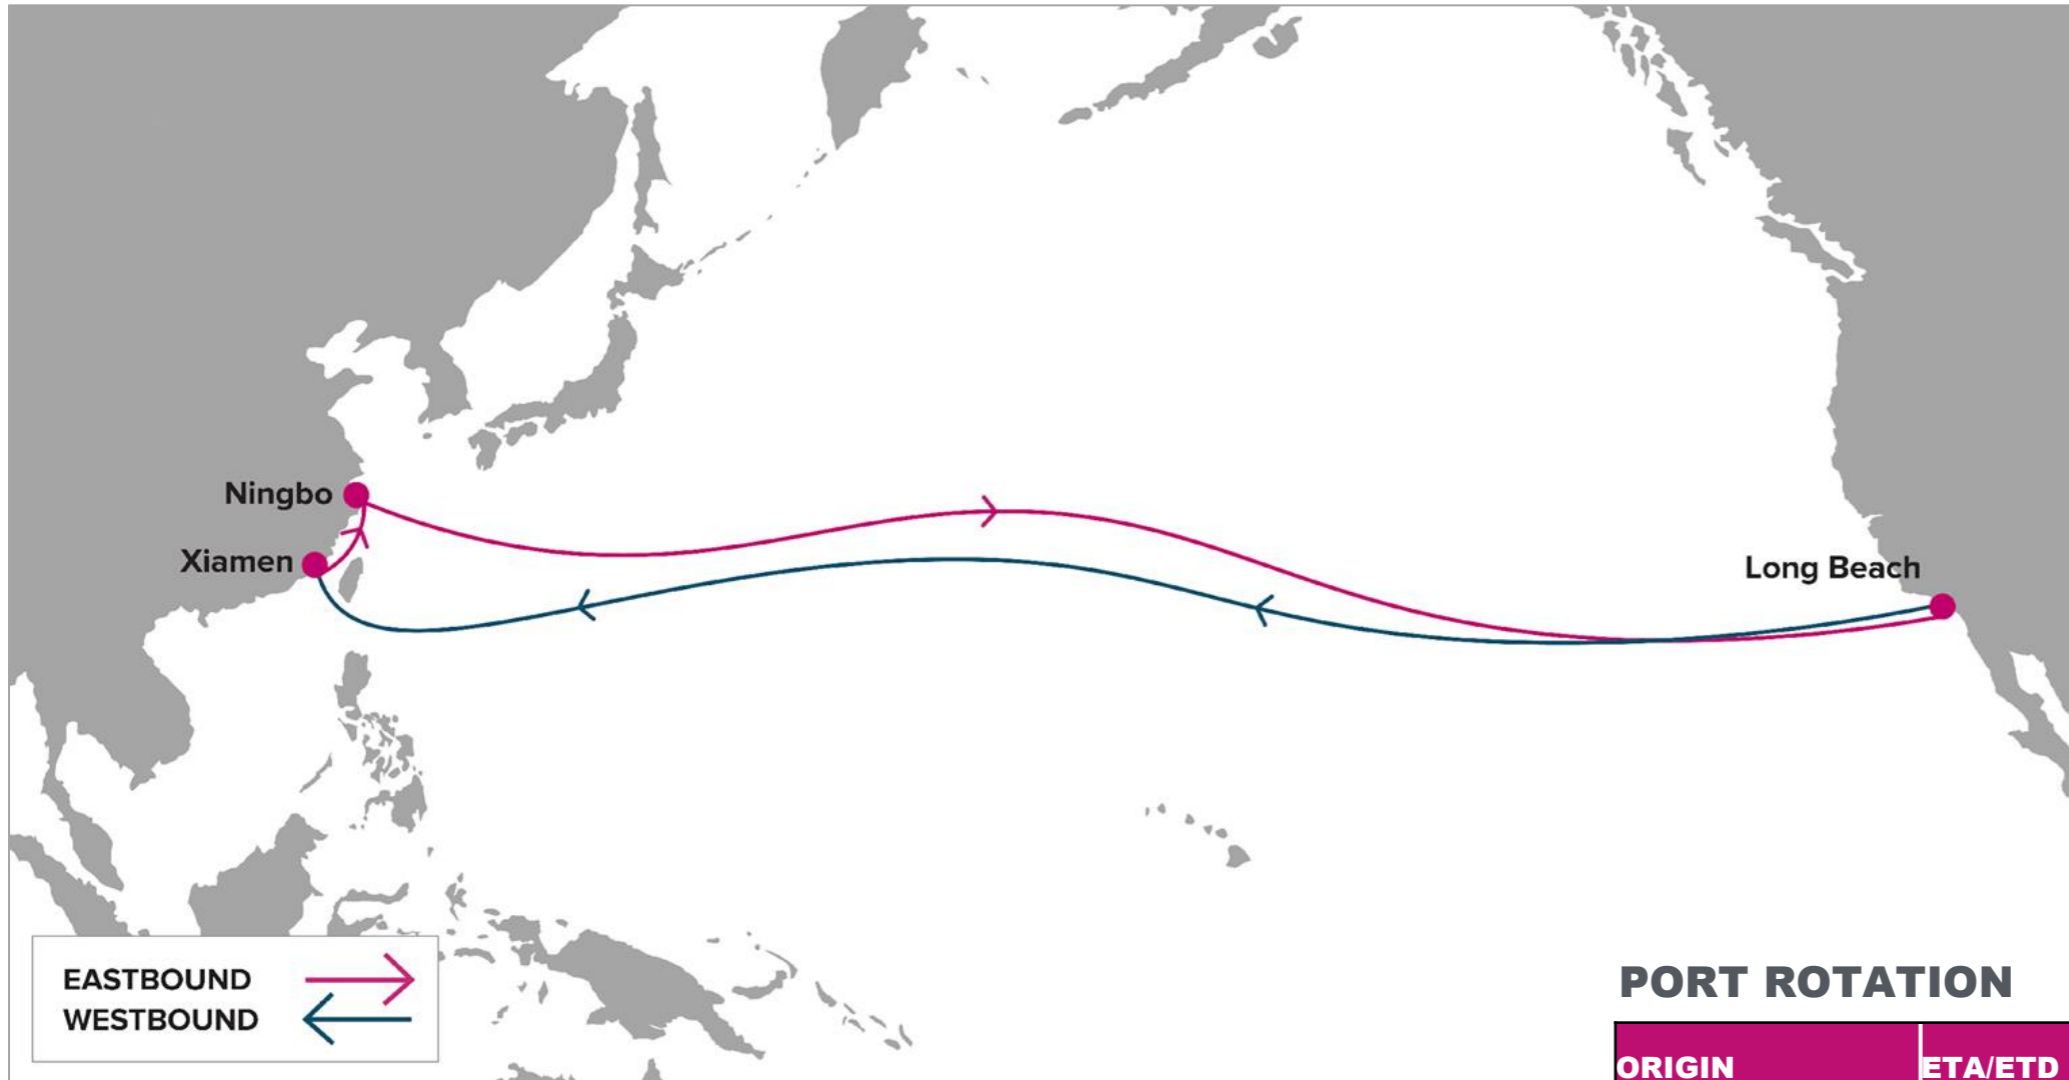 Ningbo
Xiamen
Long Beach
EASTBOUND
WESTBOUND
PORT ROTATION
ORIGIN ETA/ETD